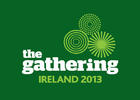 the
gathering
IRELAND 2013